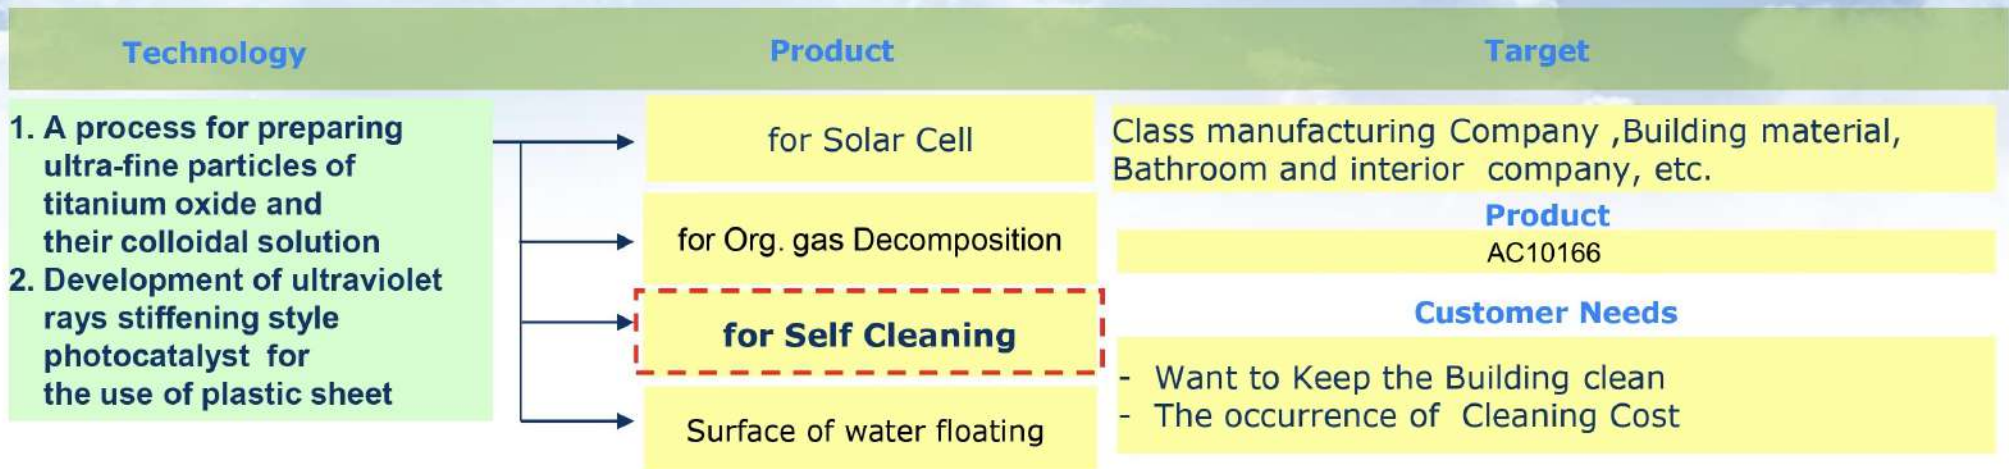 Technology
Product
Target
1. A process for preparing
ultra-fine particles of
titanium oxide and
their colloidal solution
2. Development of ultraviolet
rays stiffening style
photocatalyst for
the use of plastic sheet
for Solar Cell
for Org. gas Decomposition
for Self Cleaning
Surface of water floating
Class manufacturing Company ,Building material,
Bathroom and interior company, etc.
Product
AC10166
Customer Needs
- Want to Keep the Building clean
- The occurrence of Cleaning Cost